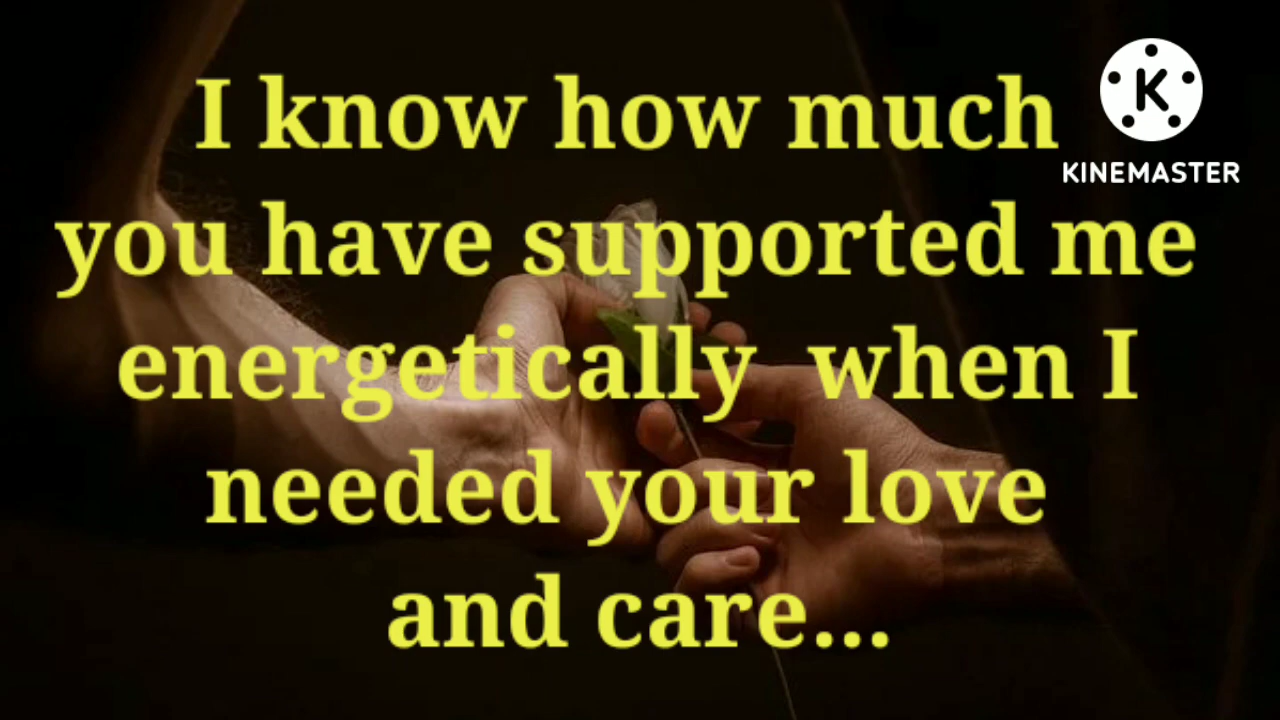 I know how much
KINEMASTER
you have supported me
energetically  when I
needed your love
and care...